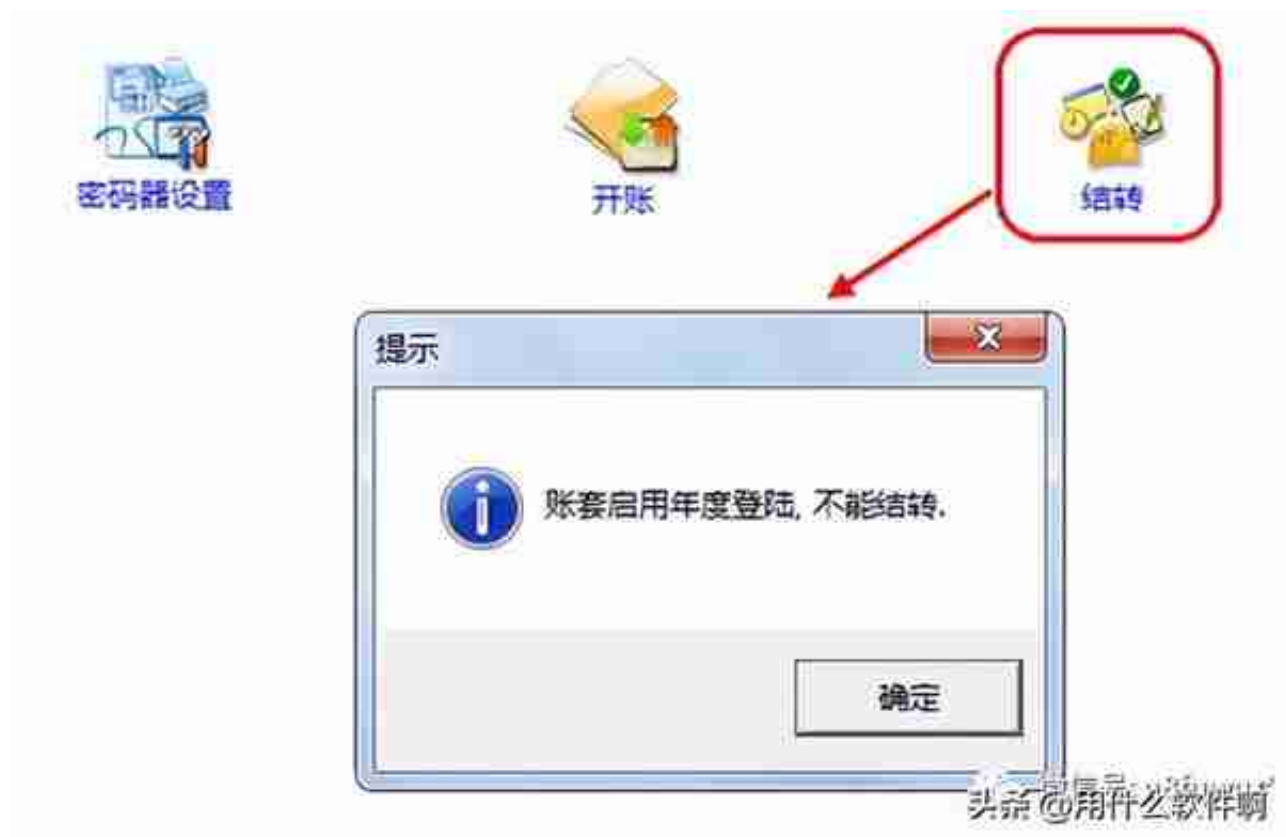 密码器设置
开账
结转
提示
账套启用年度登陆, 不能结转.
确定
头条 @用什么软件啊